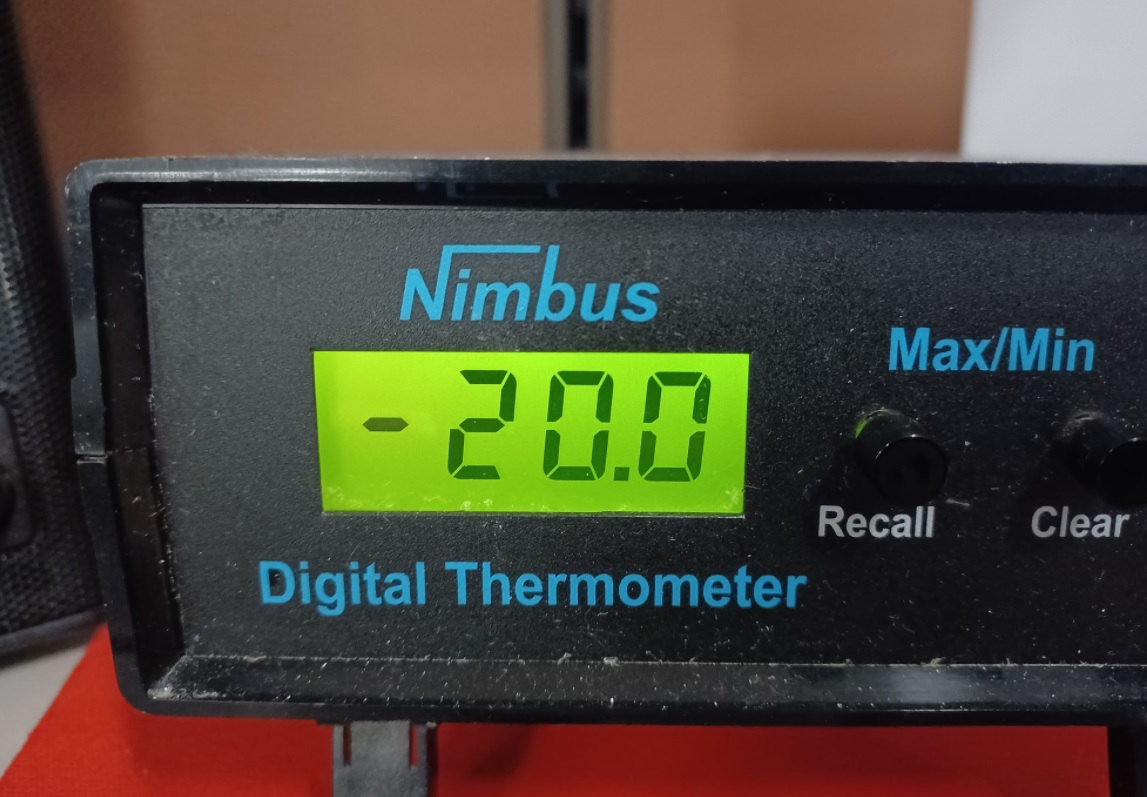 Nimbus
Max/Min
-20.0
Recall Clear
Digital Thermometer